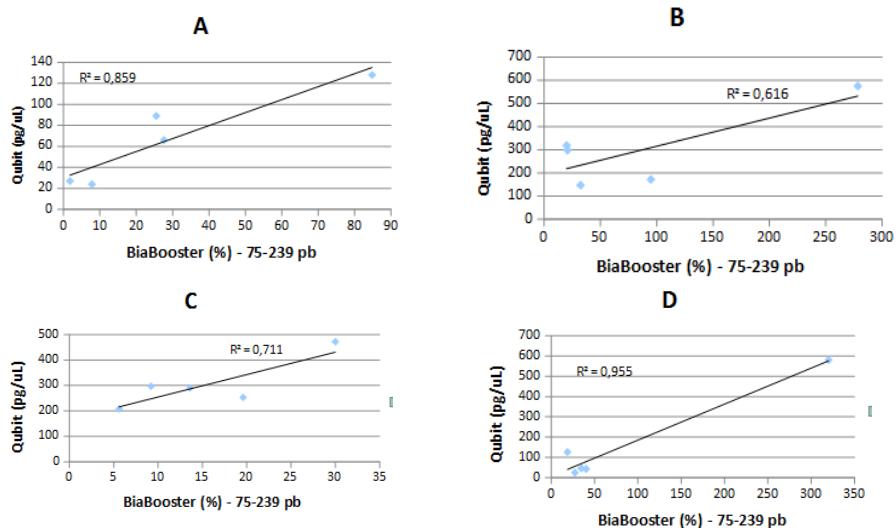 A
R² = 0,859
Qubit (pg/uL)
140
120
100
80
60
40
20
0
0 10 20 30 40 50 60 70 80 90
BiaBooster (%) - 75-239 pb
B
R² = 0,616
Qubit (pg/uL)
700
600
500
400
300
200
100
0
0 50 100 150 200 250 300
BiaBooster (%) - 75-239 pb
C
R² = 0,711
Qubit (pg/uL)
500
400
300
200
100
0
0 5 10 15 20 25 30 35
BiaBooster (%) - 75-239 pb
D
R² = 0,955
Qubit (pg/uL)
700
600
500
400
300
200
100
0
0 50 100 150 200 250 300 350
BiaBooster (%) - 75-239 pb